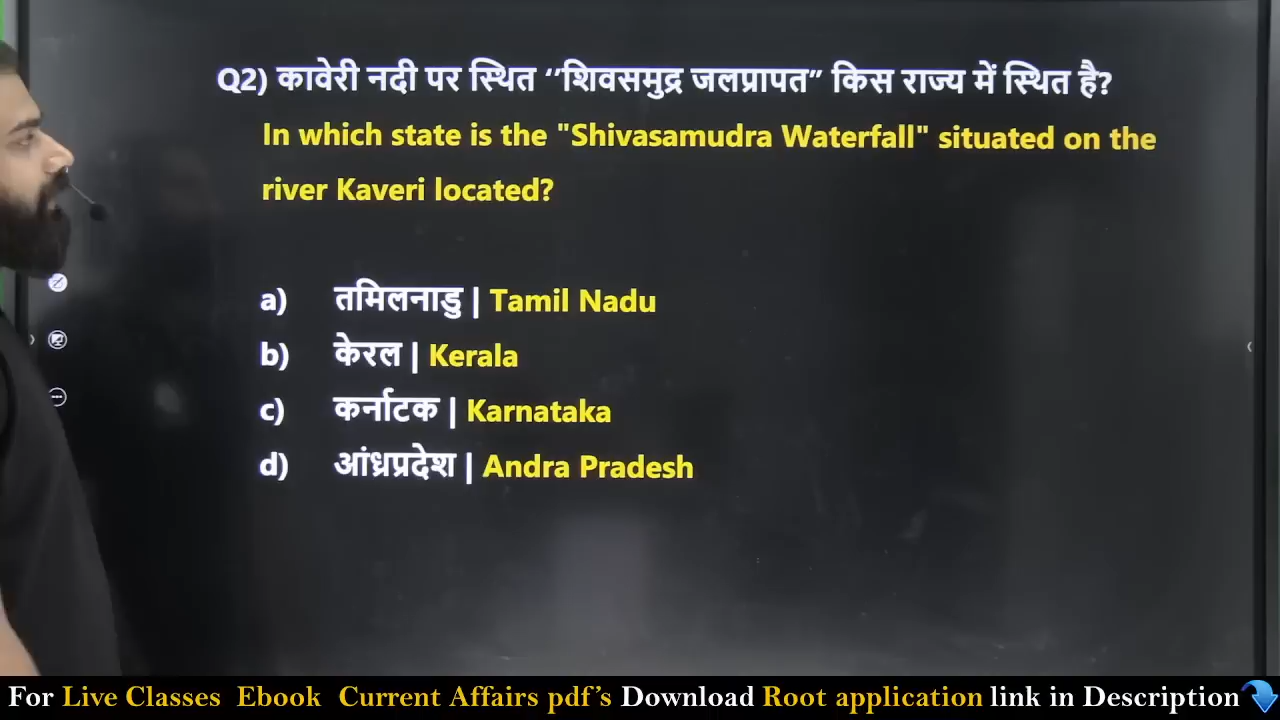 Q2) कावेरी नदी पर स्थित ‘‘शिवसमुद्र जलप्रापत” किस राज्य में स्थित है?
In which state is the "Shivasamudra Waterfall" situated on the
river Kaveri located?
a) तमिलनाडु | Tamil Nadu
b) केरल | Kerala
c) कर्नाटक | Karnataka
d) आंध्रप्रदेश | Andra Pradesh
For Live Classes Ebook Current Affairs pdf’s Download Root application link in Description